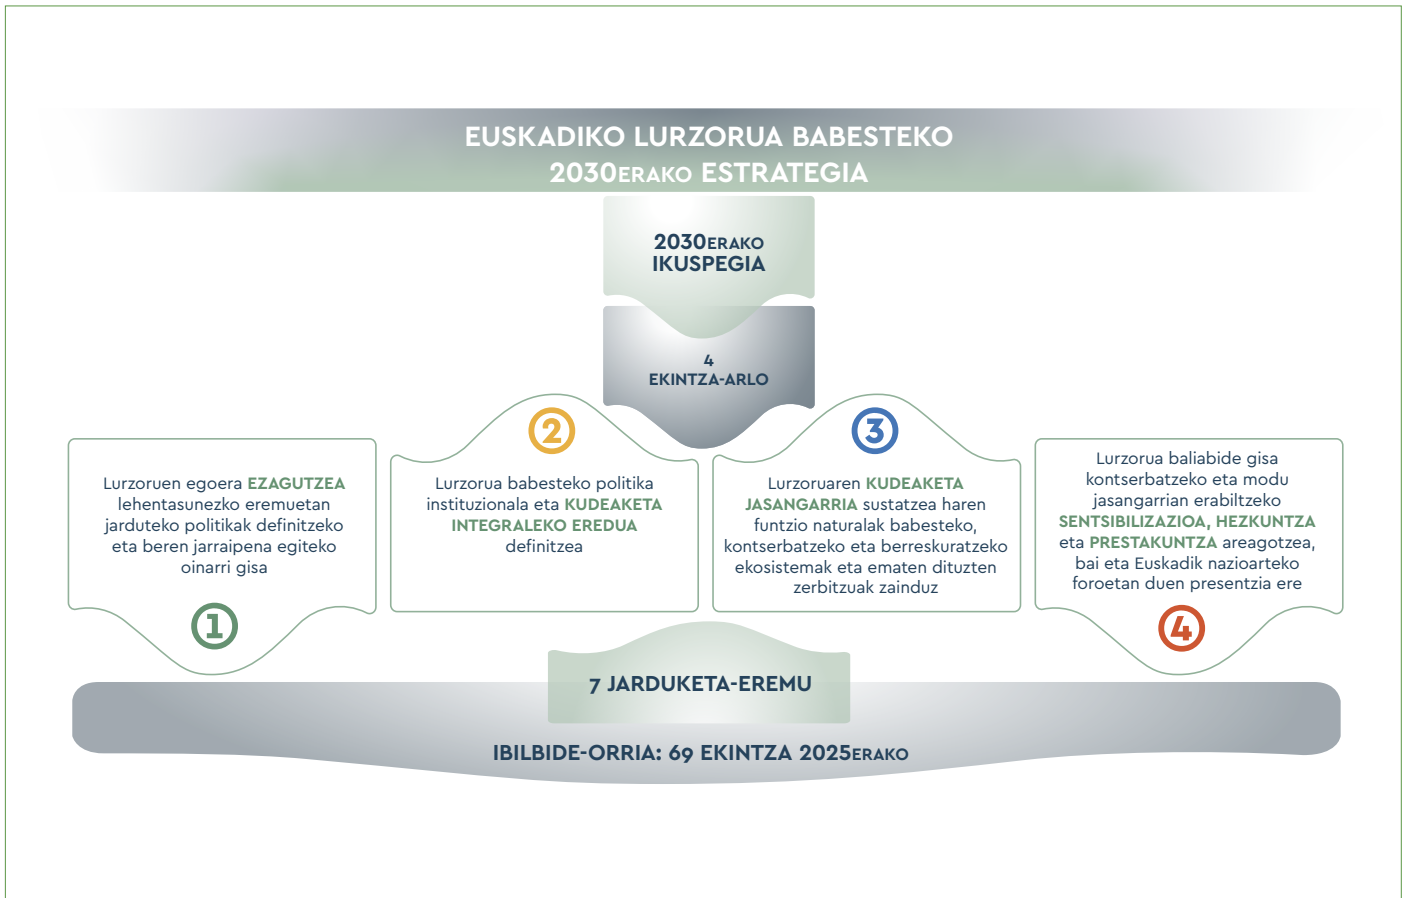 EUSKADIKO LURZORUA BABESTEKO
2030ERAKO ESTRATEGIA
2030ERAKO
IKUSPEGIA
4
EKINTZA-ARLO
Lurzoruen egoera EZAGUTZEA
lehentasunezko eremuetan
jarduteko politikak definitzeko
eta beren jarraipena egiteko
oinarri gisa
1
2
Lurzorua babesteko politika
instituzionala eta KUDEAKETA
INTEGRALEKO EREDUA
definitzea
3
Lurzoruaren KUDEAKETA
JASANGARRIA sustatzea haren
funtzio naturalak babesteko,
kontserbatzeko eta berreskuratzeko
ekosistemak eta ematen dituzten
zerbitzuak zainduz
Lurzorua baliabide gisa
kontserbatzeko eta modu
jasangarrian erabiltzeko
SENTSIBILIZAZIOA, HEZKUNTZA
eta PRESTAKUNTZA areagotzea,
bai eta Euskadik nazioarteko
foroetan duen presentzia ere
4
7 JARDUKETA-EREMU
IBILBIDE-ORRIA: 69 EKINTZA 2025ERAKO